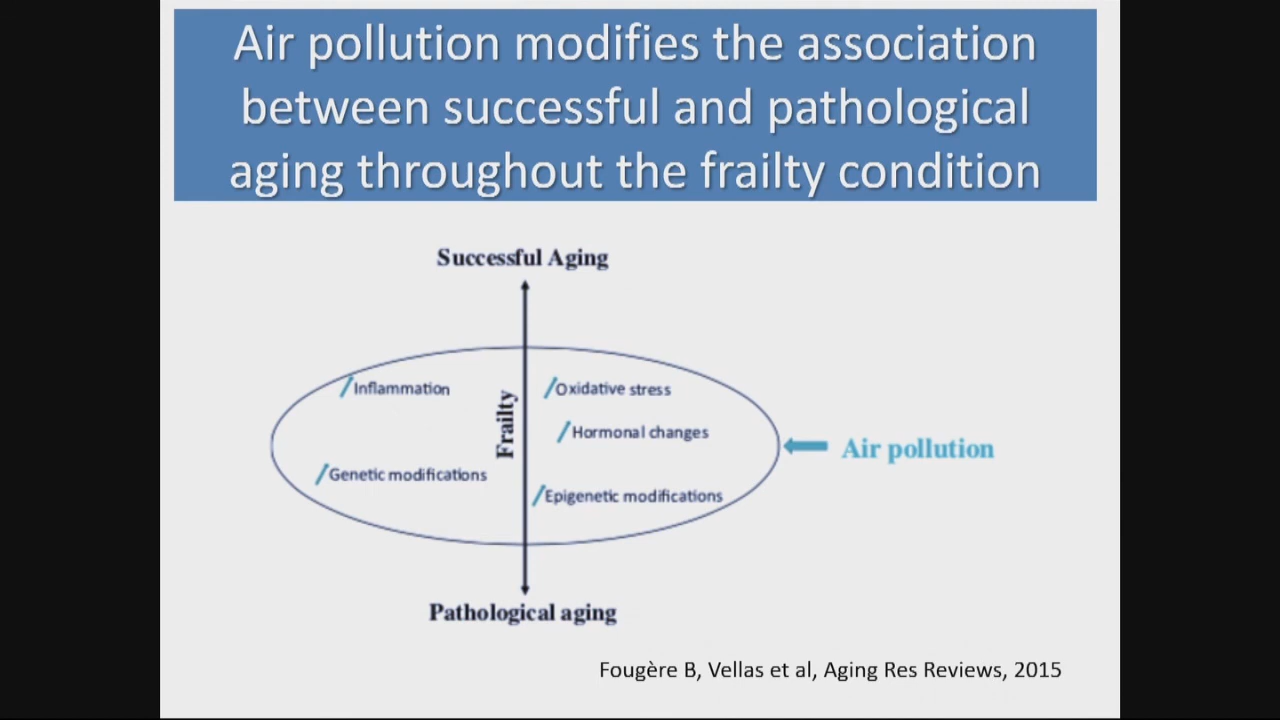 Air pollution modifies the association
between successful and pathological
aging throughout the frailty condition
Successful Aging
Inflammation
Oxidative stress
Frailty
Hormonal changes
Air pollution
Genetic modifications
Epigenetic modifications
Pathological aging
Fougère B, Vellas et al, Aging Res Reviews, 2015